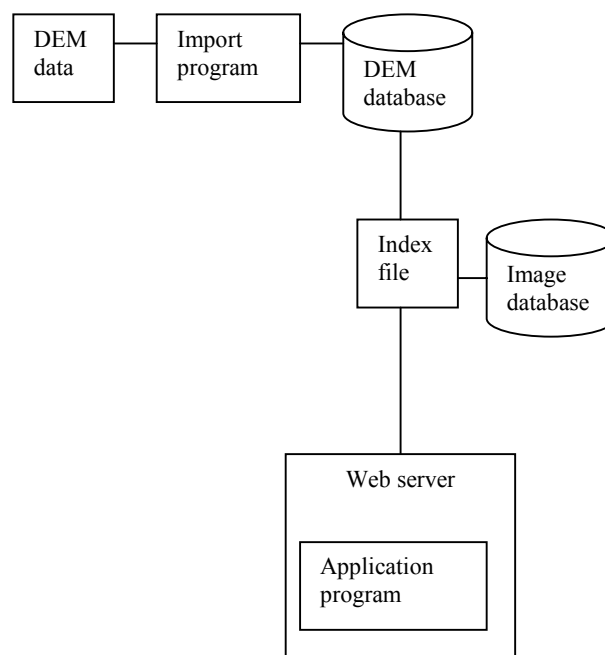 DEM
data
Import
program
DEM
database
Index
file
Image
database
Web server
Application
program